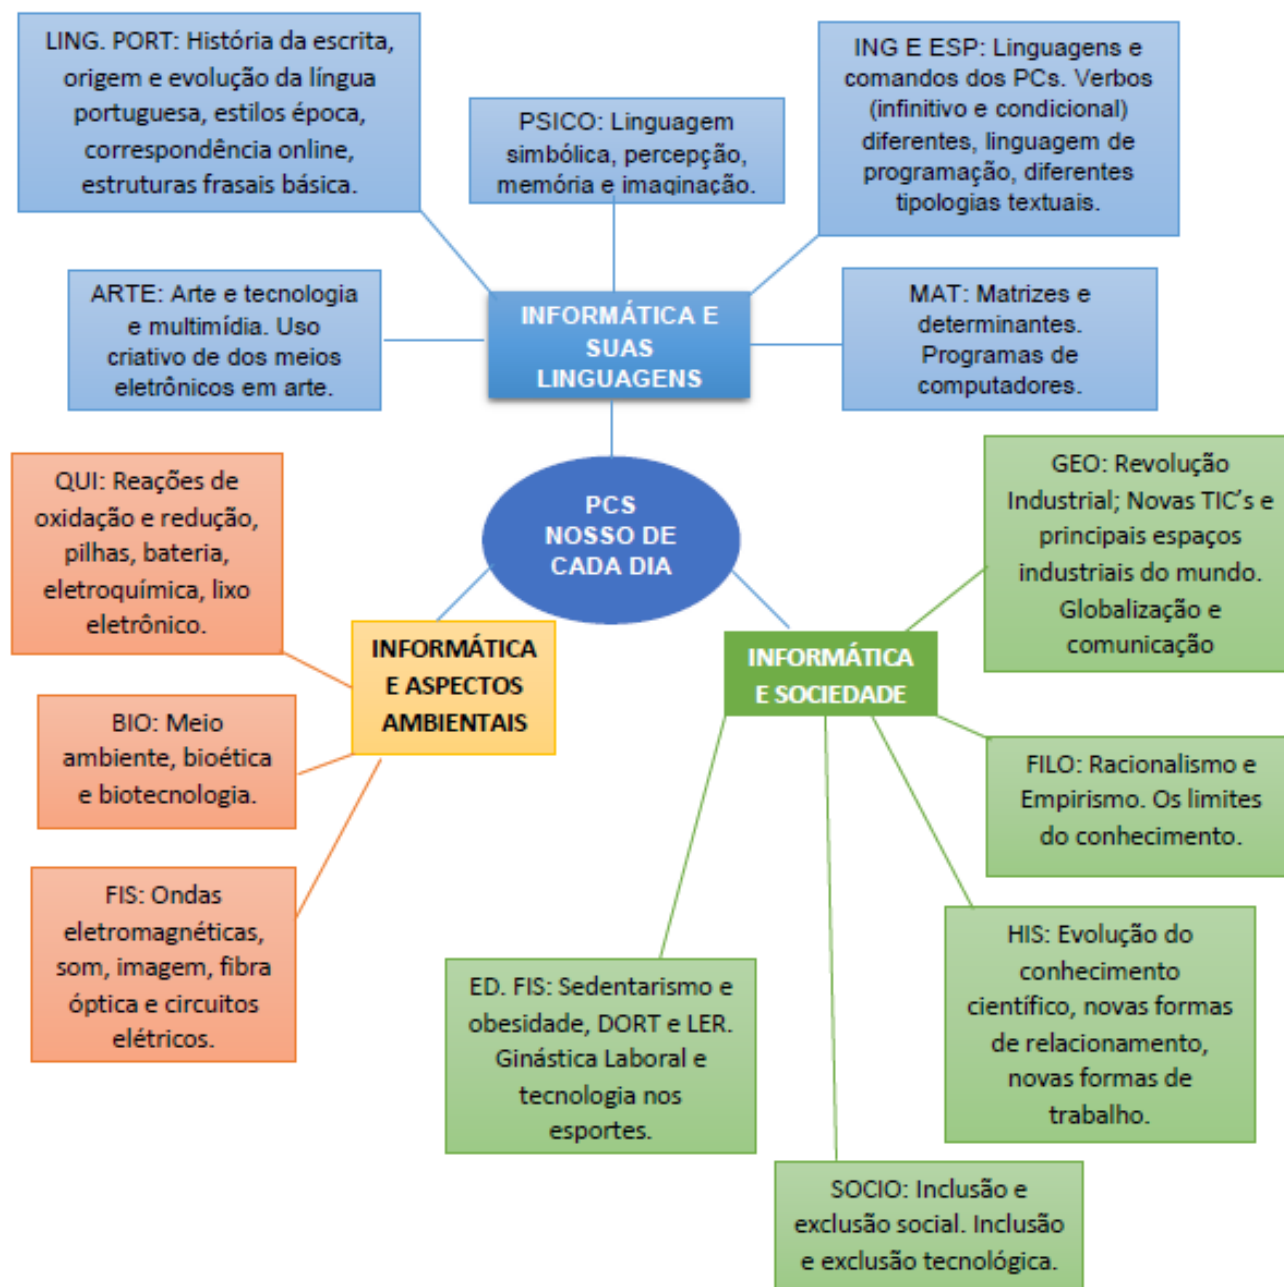 LING. PORT: História da escrita,
origem e evolução da língua
portuguesa, estilos época,
correspondência online,
estruturas frasais básica.
PSICO: Linguagem
simbólica, percepção,
memória e imaginação.
ING E ESP: Linguagens e
comandos dos PCs. Verbos
(infinitivo e condicional)
diferentes, linguagem de
programação, diferentes
tipologias textuais.
ARTE: Arte e tecnologia
e multimídia. Uso
criativo de dos meios
eletrônicos em arte.
INFORMÁTICA E
SUAS
LINGUAGENS
MAT: Matrizes e
determinantes.
Programas de
computadores.
PCS
NOSSO DE
CADA DIA
QUI: Reações de
oxidação e redução,
pilhas, bateria,
eletroquímica, lixo
eletrônico.
INFORMÁTICA
E ASPECTOS
AMBIENTAIS
BIO: Meio
ambiente, bioética
e biotecnologia.
FIS: Ondas
eletromagnéticas,
som, imagem, fibra
óptica e circuitos
elétricos.
INFORMÁTICA
E SOCIEDADE
GEO: Revolução
Industrial; Novas TIC’s e
principais espaços
industriais do mundo.
Globalização e
comunicação
FILO: Racionalismo e
Empirismo. Os limites
do conhecimento.
HIS: Evolução do
conhecimento
científico, novas formas
de relacionamento,
novas formas de
trabalho.
ED. FIS: Sedentarismo e
obesidade, DORT e LER.
Ginástica Laboral e
tecnologia nos
esportes.
SOCIO: Inclusão e
exclusão social. Inclusão
e exclusão tecnológica.